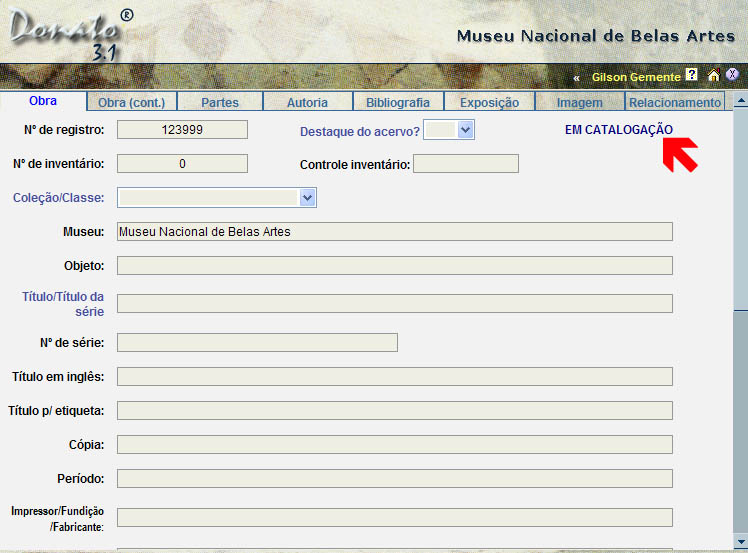 Donato ®
3.1
Museu Nacional de Belas Artes
« Gilson Gemente ? X
Obra Obra (cont.) Partes Autoria Bibliografia Exposição Imagem Relacionamento
Nº de registro: 123999 Destaque do acervo? EM CATALOGAÇÃO
Nº de inventário: 0 Controle inventário:
Coleção/Classe:
Museu: Museu Nacional de Belas Artes
Objeto:
Título/Título da
série
Nº de série:
Título em inglês:
Título p/ etiqueta:
Cópia:
Período:
Impressor/Fundição
/Fabricante: